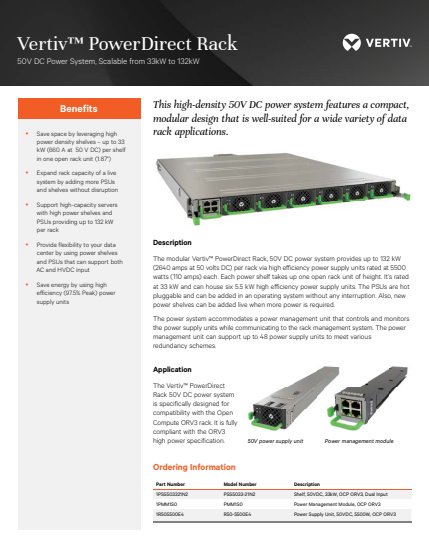 Vertiv™ PowerDirect Rack
50V DC Power System, Scalable from 33kW to 132kW
VERTIV.
Benefits
• Save space by leveraging high
power density shelves – up to 33
kW (660 A at 50 V DC) per shelf
in one open rack unit (1.87")
• Expand rack capacity of a live
system by adding more PSUs
and shelves without disruption
• Support high-capacity servers
with high power shelves and
PSUs providing up to 132 kW
per rack
• Provide flexibility to your data
center by using power shelves
and PSUs that can support both
AC and HVDC input
• Save energy by using high
efficiency (97.5% Peak) power
supply units
This high-density 50V DC power system features a compact,
modular design that is well-suited for a wide variety of data
rack applications.
Description
The modular Vertiv™ PowerDirect Rack, 50V DC power system provides up to 132 kW
(2640 amps at 50 volts DC) per rack via high efficiency power supply units rated at 5500
watts (110 amps) each. Each power shelf takes up one open rack unit of height. It's rated
at 33 kW and can house six 5.5 kW high efficiency power supply units. The PSUs are hot
pluggable and can be added in an operating system without any interruption. Also, new
power shelves can be added live when more power is required.
The power system accommodates a power management unit that controls and monitors
the power supply units while communicating to the rack management system. The power
management unit can support up to 48 power supply units to meet various
redundancy schemes.
Application
The Vertiv™ PowerDirect
Rack 50V DC power system
is specifically designed for
compatibility with the Open
Compute ORV3 rack. It is fully
compliant with the ORV3
high power specification.
50V power supply unit
Power management module
Ordering Information
Part Number Model Number Description
1PS5503321N2 PS55033-21N2 Shelf, 50VDC, 33kW, OCP ORV3, Dual Input
1PMM1S0 PMM1S0 Power Management Module, OCP ORV3
1R505500E4 R50-5500E4 Power Supply Unit, 50VDC, 5500W, OCP ORV3